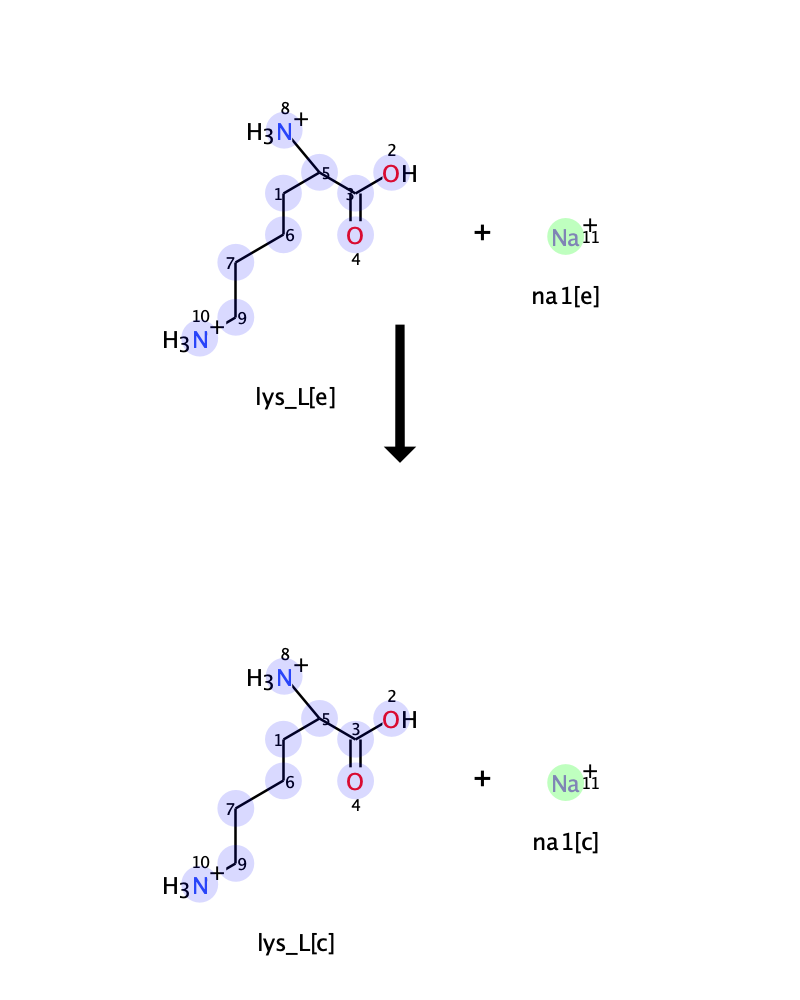 8
H3N+
2
5
OH
1
3
6
O
+
Na+
11
7
4
na1[e]
10
9
H3N+
lys_L[e]
8
H3N+
2
5
OH
3
1
6
O
+
Na+
11
7
4
na1[c]
10
9
H3N+
lys_L[c]